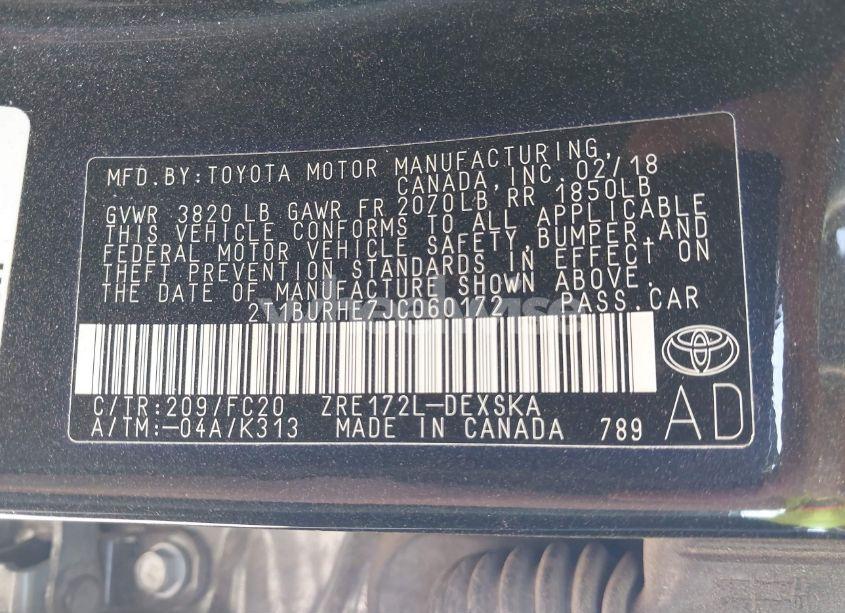 MFD.BY:TOYOTA MOTOR MANUFACTURING,
CANADA, INC. 02/18
GVWR 3820 LB GAWR FR 2070LB RR 1850LB
THIS VEHICLE CONFORMS TO ALL APPLICABLE
FEDERAL MOTOR VEHICLE SAFETY, BUMPER AND
THEFT PREVENTION STANDARDS IN EFFECT ON
THE DATE OF MANUFACTURE SHOWN ABOVE.
PASS.CAR
C/TR:209/FC20 ZRE172L-DEXSKA
A/TM:-04A/K313 MADE IN CANADA 789
AD